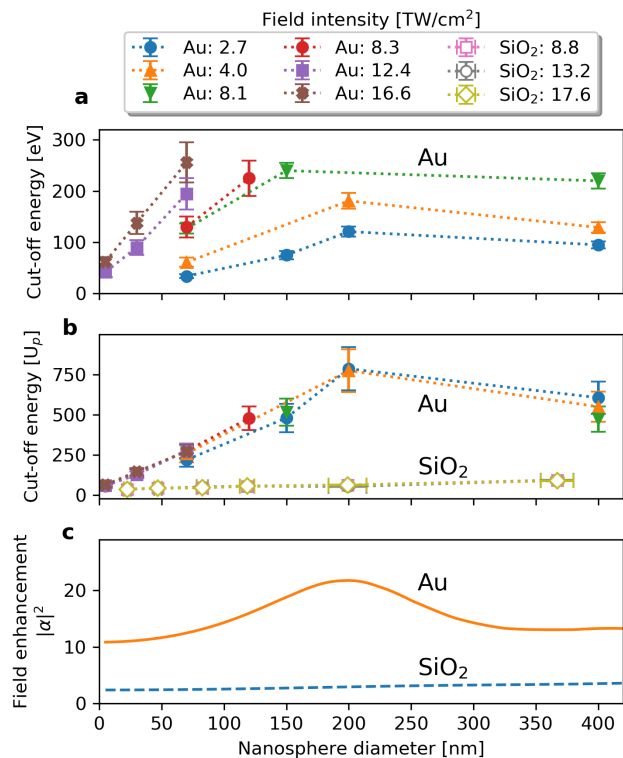 Field intensity [TW/cm²]
Au: 2.7 Au: 8.3 SiO₂: 8.8
Au: 4.0 Au: 12.4 SiO₂: 13.2
Au: 8.1 Au: 16.6 SiO₂: 17.6
a
300
200
100
0
Cut-off energy [eV]
Au
b
750
500
250
0
Cut-off energy [Uₚ]
Au
SiO₂
c
20
10
0
Field enhancement
|α|²
Au
SiO₂
0 50 100 150 200 250 300 350 400
Nanosphere diameter [nm]